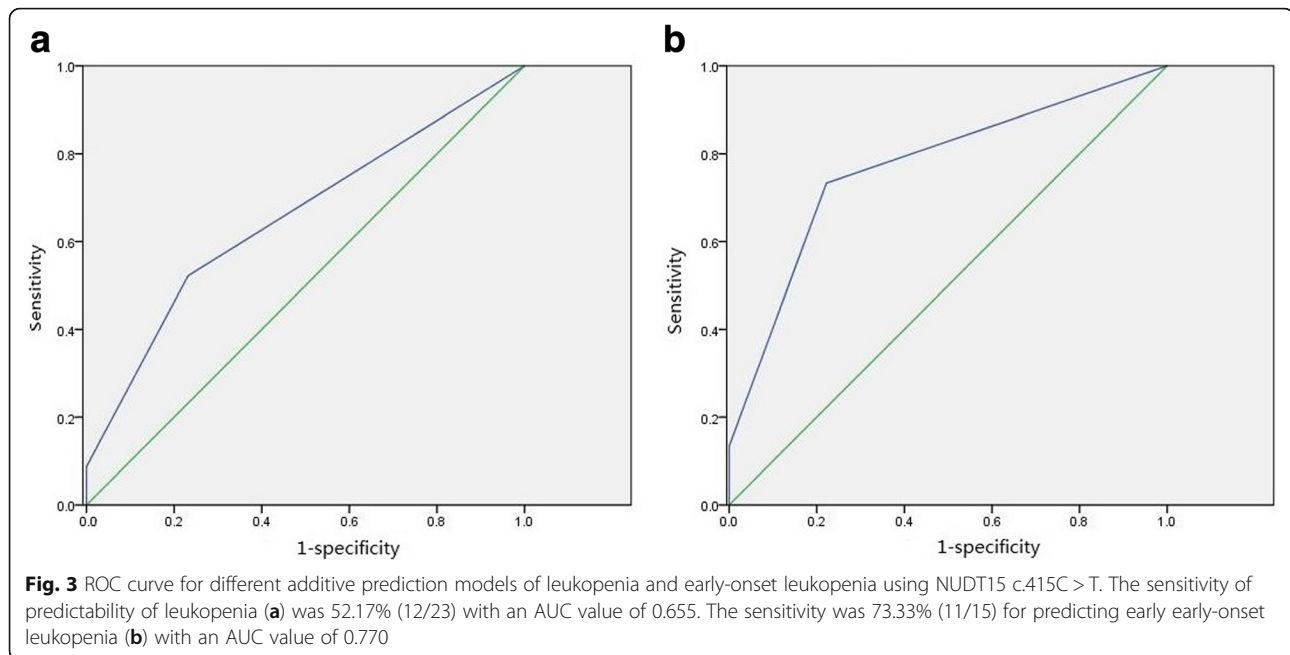 a
b
1.0
0.8
0.6
0.4
0.2
0.0
Sensitivity
0.0 0.2 0.4 0.6 0.8 1.0
1-specificity
1.0
0.8
0.6
0.4
0.2
0.0
Sensitivity
0.0 0.2 0.4 0.6 0.8 1.0
1-specificity
Fig. 3 ROC curve for different additive prediction models of leukopenia and early-onset leukopenia using NUDT15 c.415C > T. The sensitivity of
predictability of leukopenia (a) was 52.17% (12/23) with an AUC value of 0.655. The sensitivity was 73.33% (11/15) for predicting early early-onset
leukopenia (b) with an AUC value of 0.770